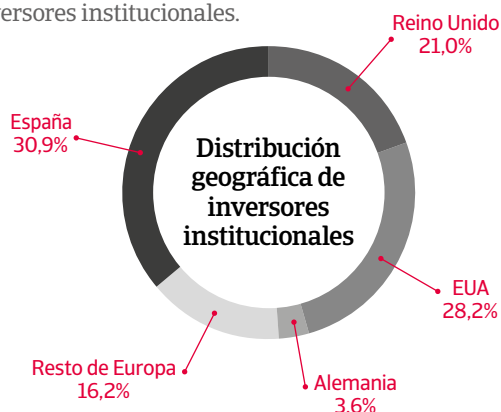 versores institucionales.
Reino Unido
21,0%
España
30,9%
Distribución
geográfica de
inversores
institucionales
EUA
28,2%
Resto de Europa
16,2%
Alemania
3,6%